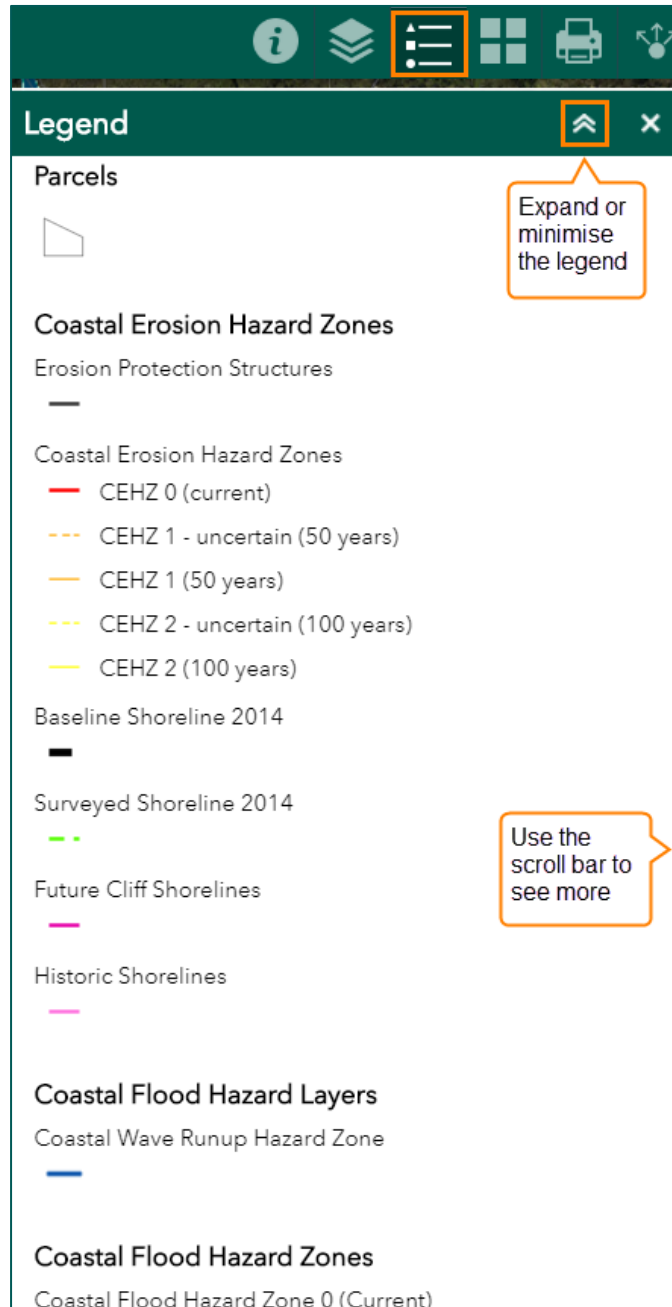 Legend
Parcels
Expand or
minimise
the legend
Coastal Erosion Hazard Zones
Erosion Protection Structures
Coastal Erosion Hazard Zones
CEHZ 0 (current)
CEHZ 1 - uncertain (50 years)
CEHZ 1 (50 years)
CEHZ 2 - uncertain (100 years)
CEHZ 2 (100 years)
Baseline Shoreline 2014
Surveyed Shoreline 2014
Use the
scroll bar to
see more
Future Cliff Shorelines
Historic Shorelines
Coastal Flood Hazard Layers
Coastal Wave Runup Hazard Zone
Coastal Flood Hazard Zones
Coastal Flood Hazard Zone 0 (Current)